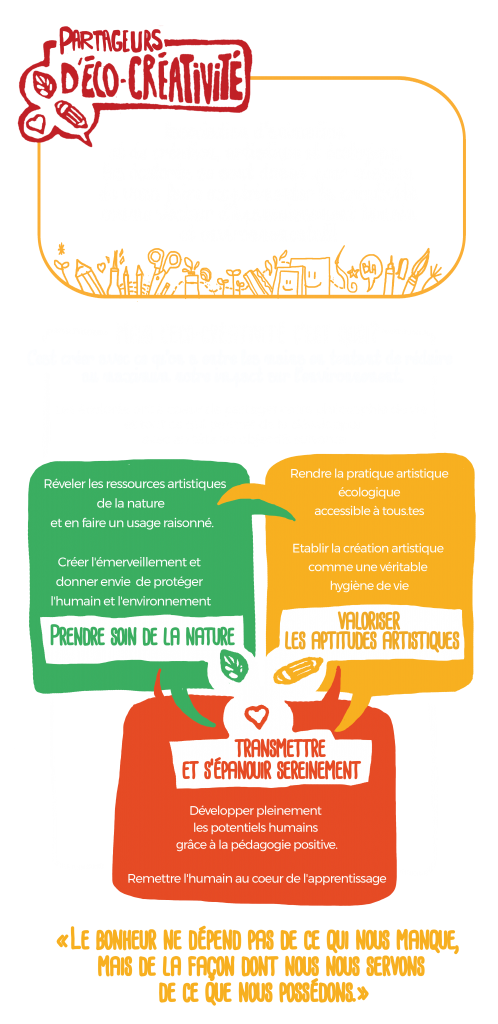 PARTAGEURS
D'ÉCO-CRÉATIVITÉ
BLA
Réveler les ressources artistiques
de la nature
et en faire un usage raisonné.
Créer l'émerveillement et
donner envie de protéger
l'humain et l'environnement
PRENDRE SOIN DE LA NATURE
Rendre la pratique artistique
écologique
accessible à tous.tes
Etablir la création artistique
comme une véritable
hygiène de vie
VALORISER
LES APTITUDES ARTISTIQUES
TRANSMETTRE
ET S'ÉPANOUIR SEREINEMENT
Développer pleinement
les potentiels humains
grâce à la pédagogie positive.
Remettre l'humain au coeur de l'apprentissage
«LE BONHEUR NE DÉPEND PAS DE CE QUI NOUS MANQUE,
MAIS DE LA FAÇON DONT NOUS NOUS SERVONS
DE CE QUE NOUS POSSÉDONS.»